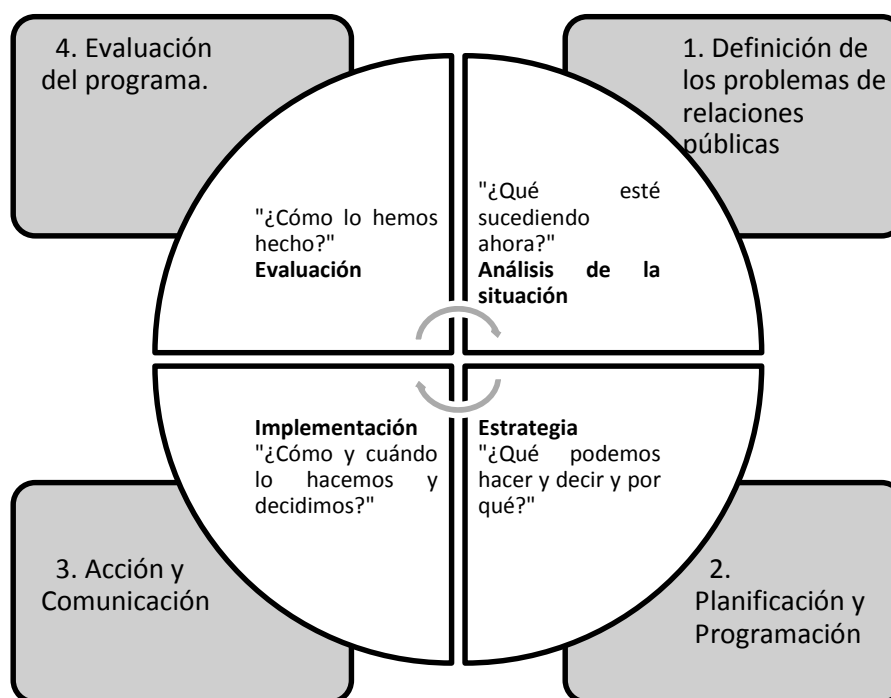 4. Evaluación
del programa.
1. Definición de
los problemas de
relaciones
públicas
"¿Cómo lo hemos
hecho?"
Evaluación
"¿Qué esté
sucediendo
ahora?"
Análisis de la
situación
Implementación
"¿Cómo y cuándo
lo hacemos y
decidimos?"
Estrategia
"¿Qué podemos
hacer y decir y por
qué?"
3. Acción y
Comunicación
2.
Planificación y
Programación